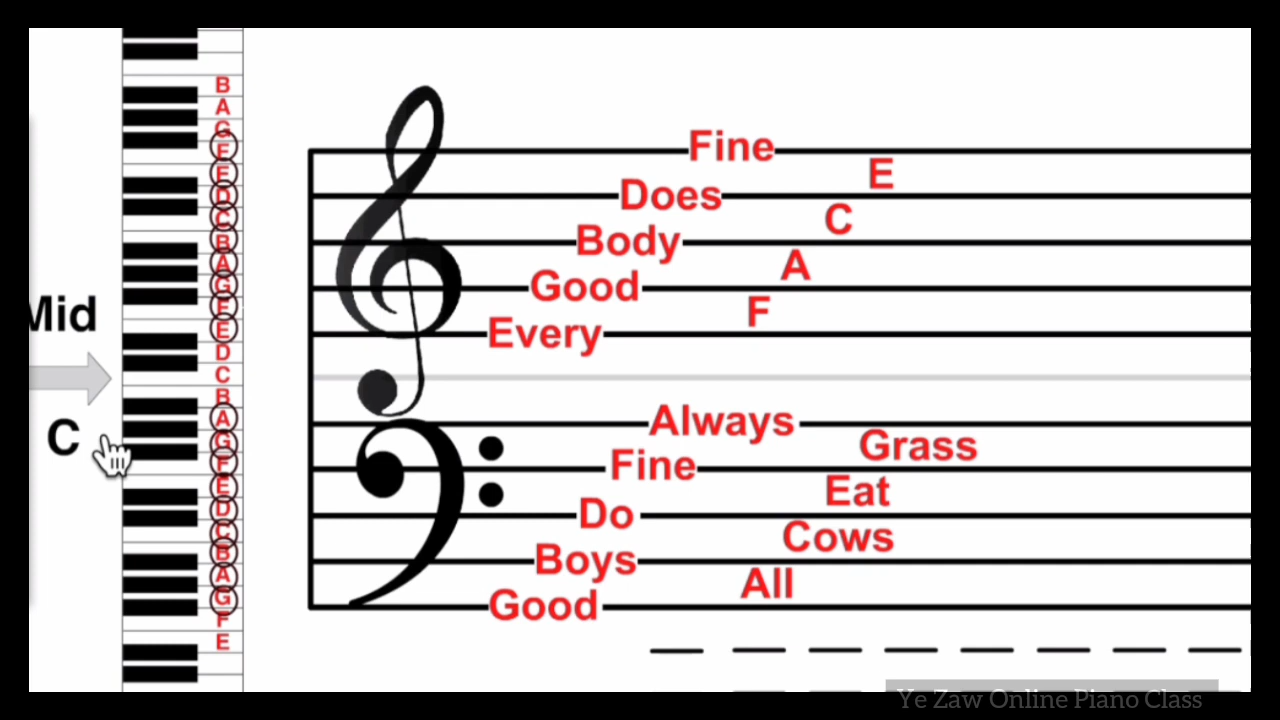 B
A
G
F
E
D
C
B
A
G
F
E
D
C
B
A
G
F
E
D
C
B
A
G
F
E
Mid
C
Fine
E
Does
C
Body
A
Good
F
Every
Always
Grass
Fine
Eat
Do
Cows
Boys
All
Good
Ye Zaw Online Piano Class